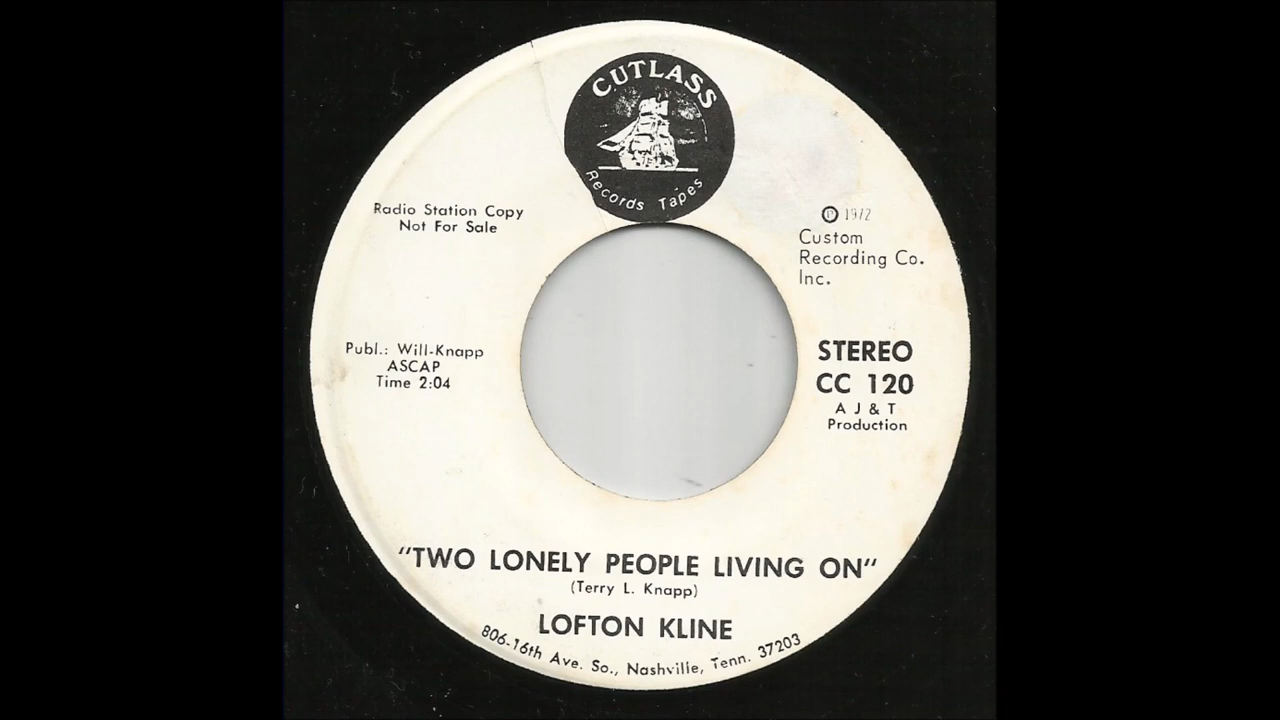 CUTLASS
Records Tapes
Radio Station Copy
Not For Sale
Ⓟ 1972
Custom
Recording Co.
Inc.
Publ.: Will-Knapp
ASCAP
Time 2:04
STEREO
CC 120
A J & T
Production
"TWO LONELY PEOPLE LIVING ON"
(Terry L. Knapp)
LOFTON KLINE
806-16th Ave. So., Nashville, Tenn. 37203